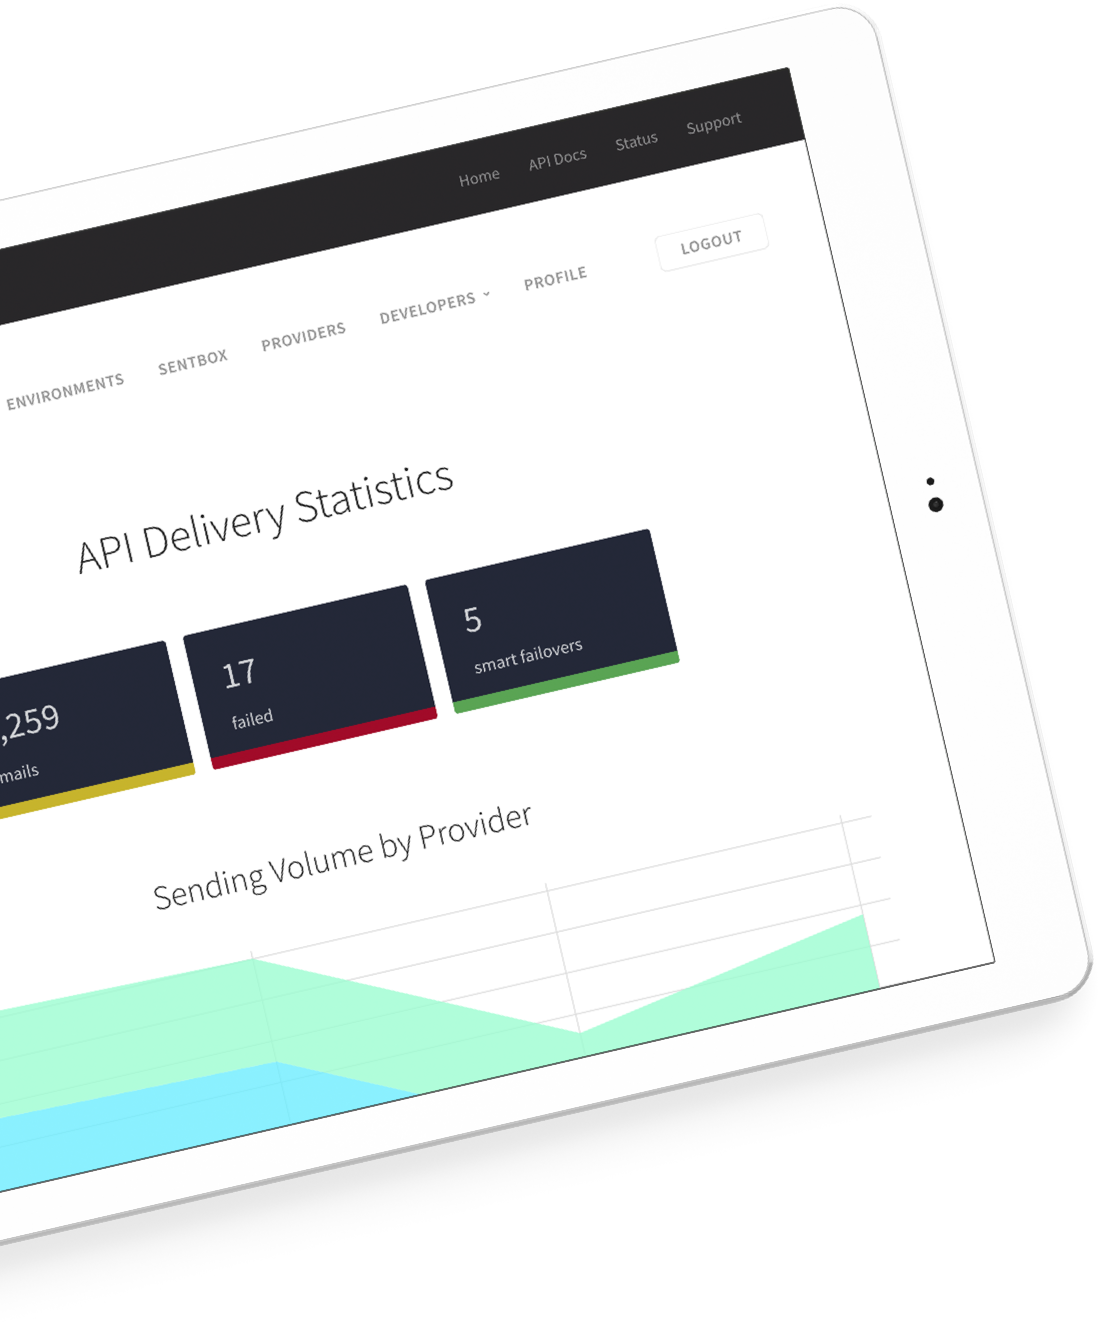 Home API Docs Status Support
LOGOUT
ENVIRONMENTS SENTBOX PROVIDERS DEVELOPERS PROFILE
API Delivery Statistics
,259
mails
17
failed
5
smart failovers
Sending Volume by Provider